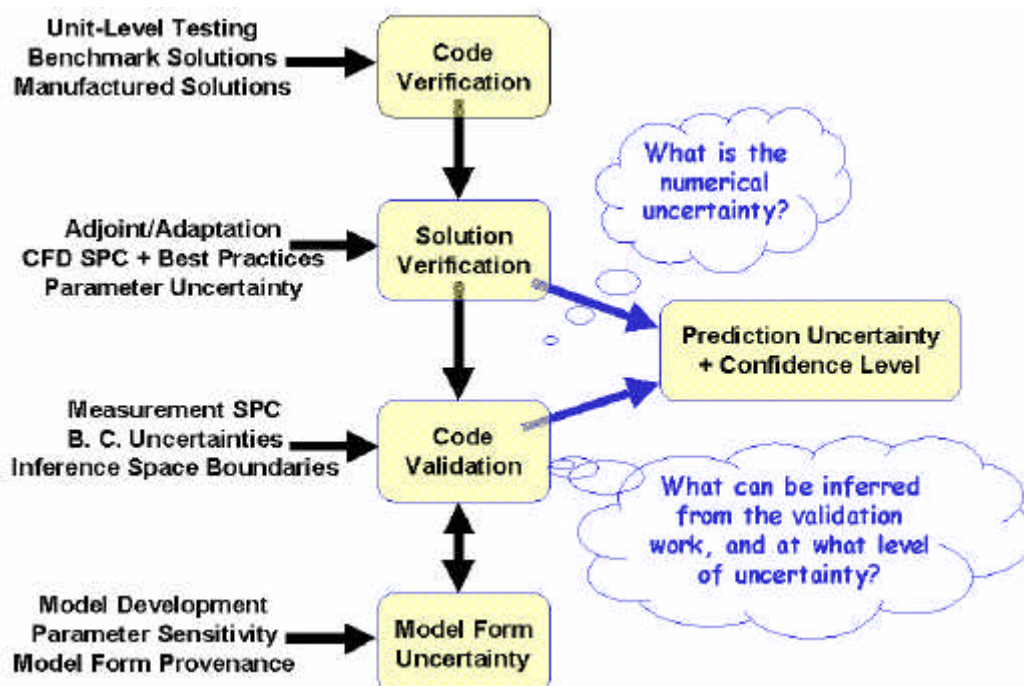 Unit-Level Testing
Benchmark Solutions
Manufactured Solutions
Code
Verification
What is the
numerical
uncertainty?
Adjoint/Adaptation
CFD SPC + Best Practices
Parameter Uncertainty
Solution
Verification
Prediction Uncertainty
+ Confidence Level
Measurement SPC
B. C. Uncertainties
Inference Space Boundaries
Code
Validation
What can be inferred
from the validation
work, and at what level
of uncertainty?
Model Development
Parameter Sensitivity
Model Form Provenance
Model Form
Uncertainty